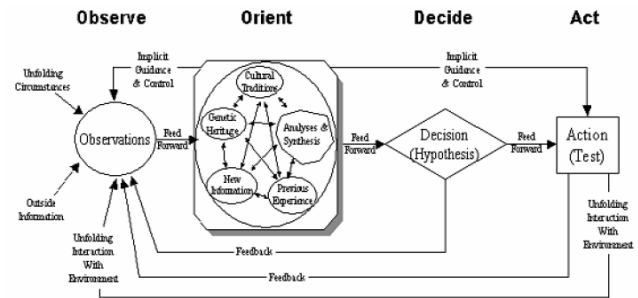 Observe
Orient
Decide
Act
Unfolding
Circumstances
Implicit
Guidance
& Control
Cultural
Traditions
Implicit
Guidance
& Control
Observations
Feed
Forward
Genetic
Heritage
Analyses &
Synthesis
New
Information
Previous
Experience
Feed
Forward
Decision
(Hypothesis)
Feed
Forward
Action
(Test)
Outside
Information
Unfolding
Interaction
With
Environment
Feedback
Feedback
Unfolding
Interaction
With
Environment